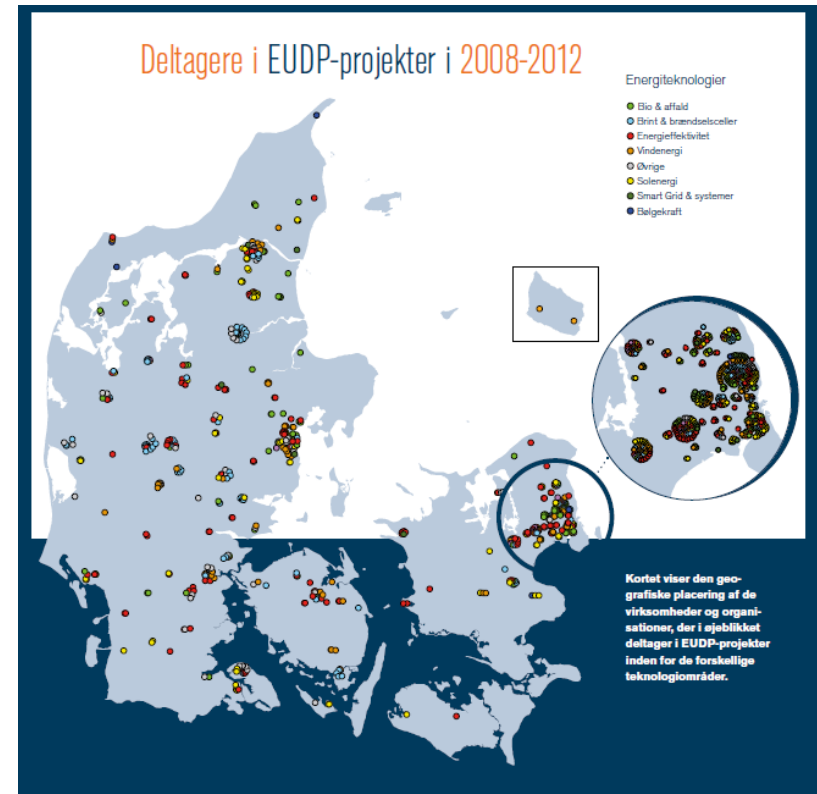 Deltagere i EUDP-projekter i 2008-2012
Energiteknologier
Bio & affald
Brint & brændselsceller
Energieffektivitet
Vindenergi
Øvrige
Solenergi
Smart Grid & systemer
Bølgekraft
Kortet viser den geo-
grafiske placering af de
virksomheder og organi-
sationer, der i øjeblikket
deltager i EUDP-projekter
inden for de forskellige
teknologiområder.